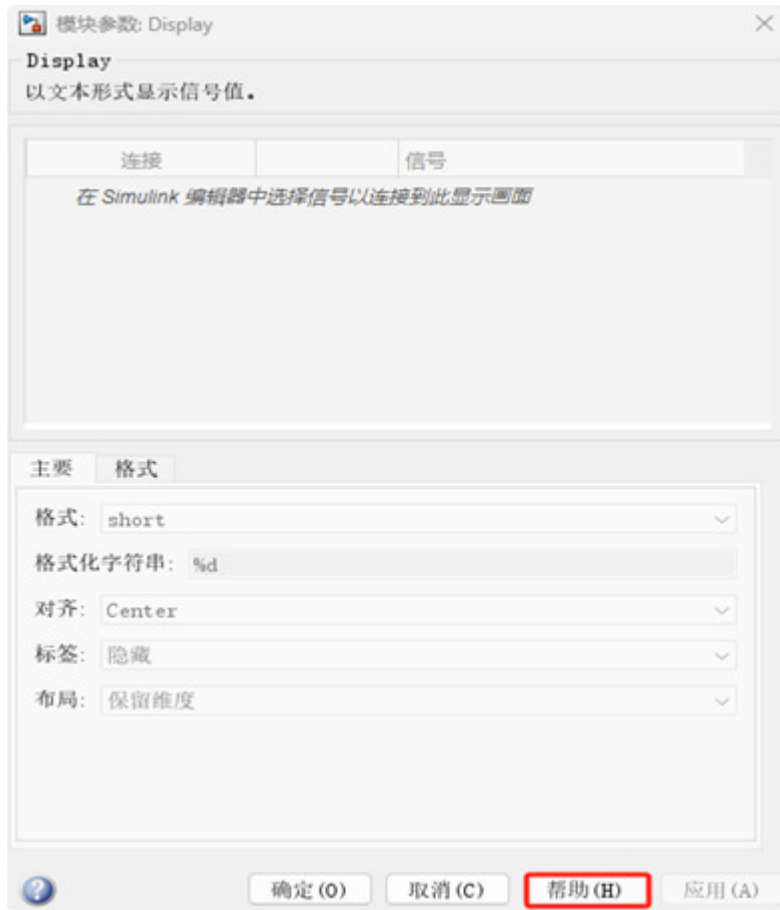 模块参数: Display
Display
以文本形式显示信号值。
连接 信号
在 Simulink 编辑器中选择信号以连接到此显示画面
主要 格式
格式: short
格式化字符串: %d
对齐: Center
标签: 隐藏
布局: 保留维度
确定(O) 取消(C) 帮助(H) 应用(A)